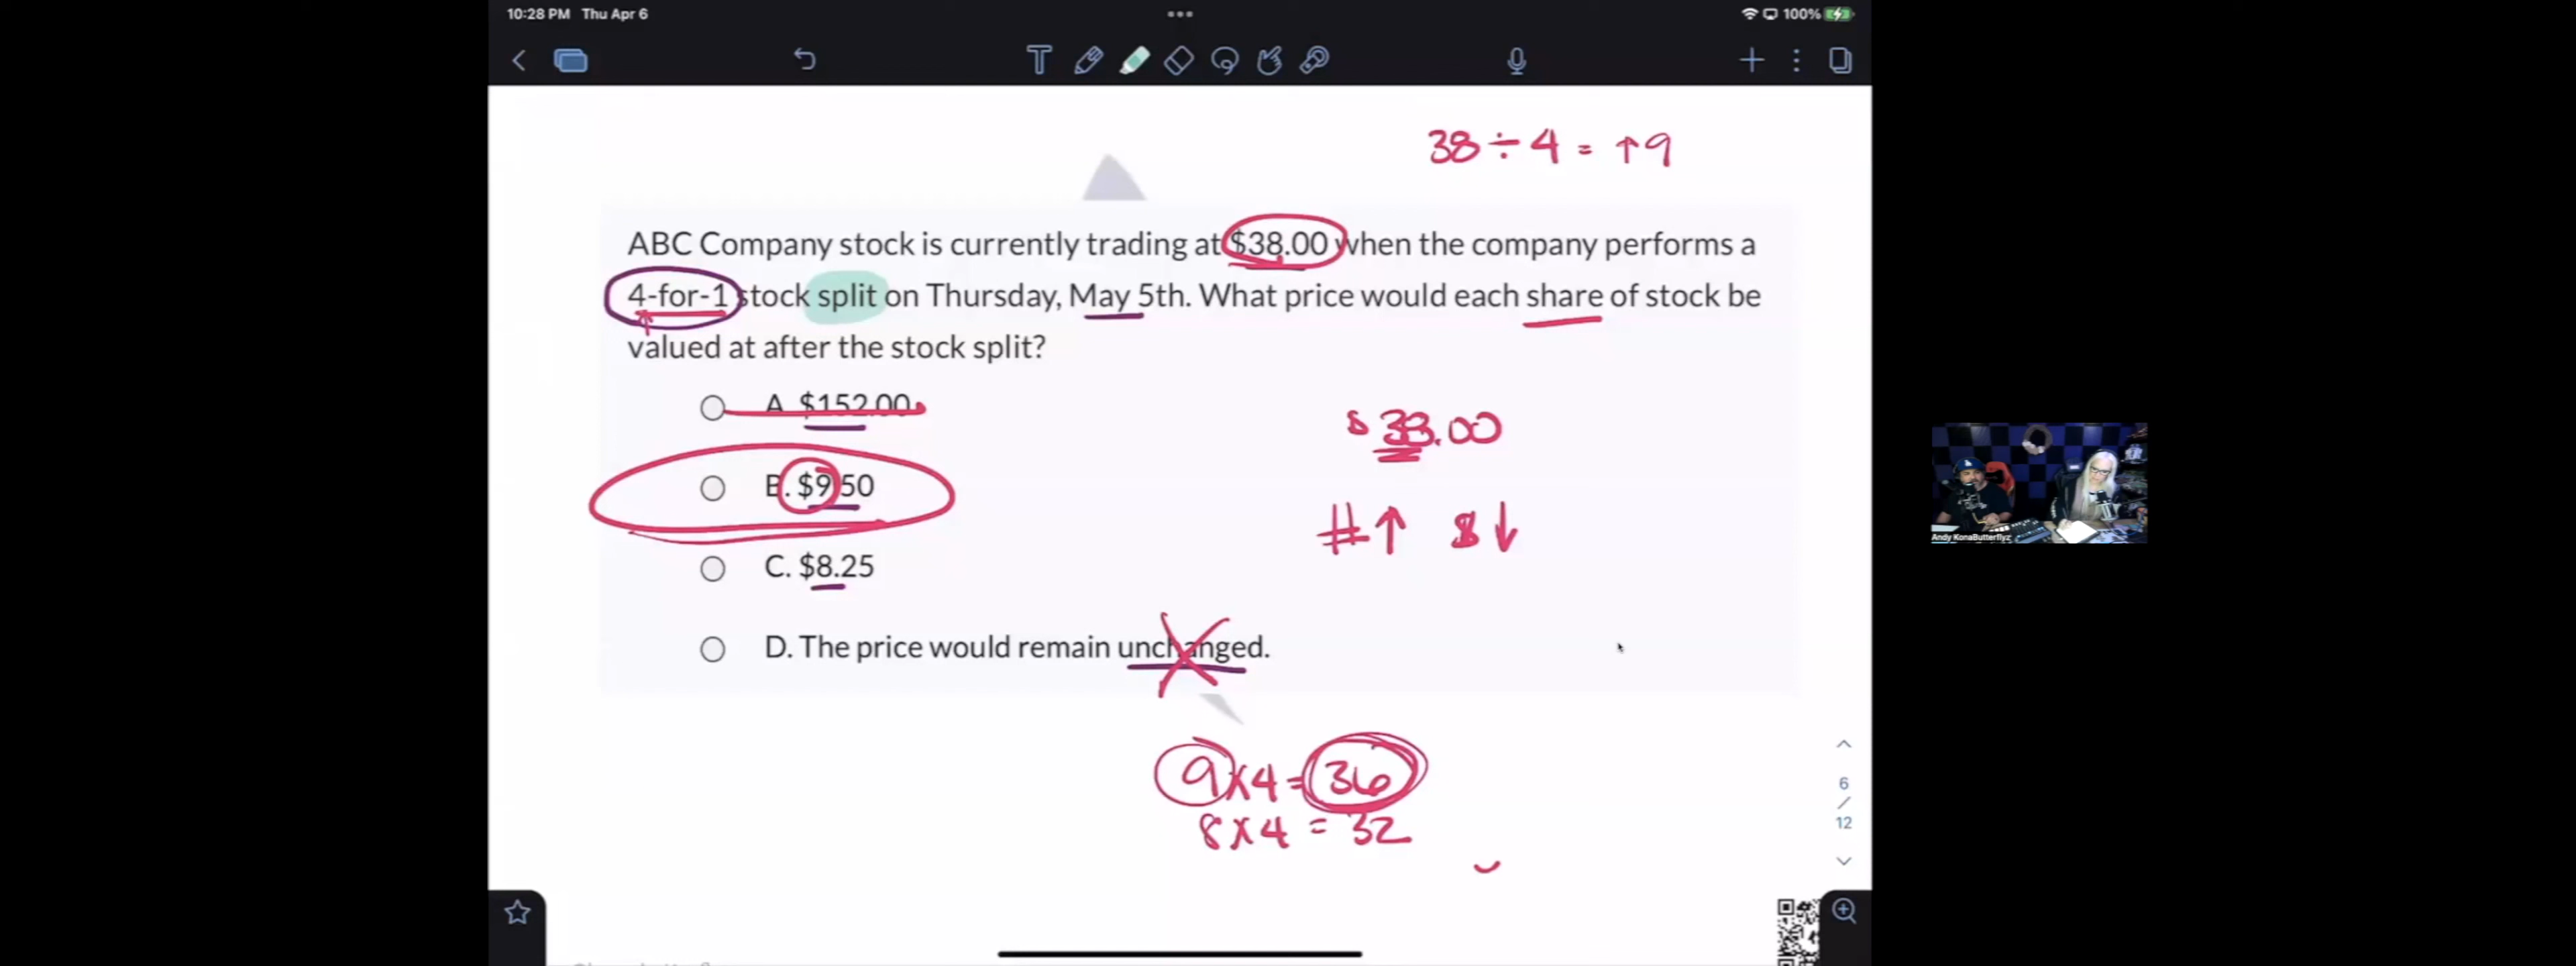 10:28 PM Thu Apr 6
100%
38 ÷ 4 = ↑9
ABC Company stock is currently trading at $38.00 when the company performs a
4-for-1 stock split on Thursday, May 5th. What price would each share of stock be
valued at after the stock split?
A. $152.00
B. $9.50
C. $8.25
D. The price would remain unchanged.
$38.00
#↑ $↓
9x4=36
8x4=32
6
/
12
Andy KonaButterflyz